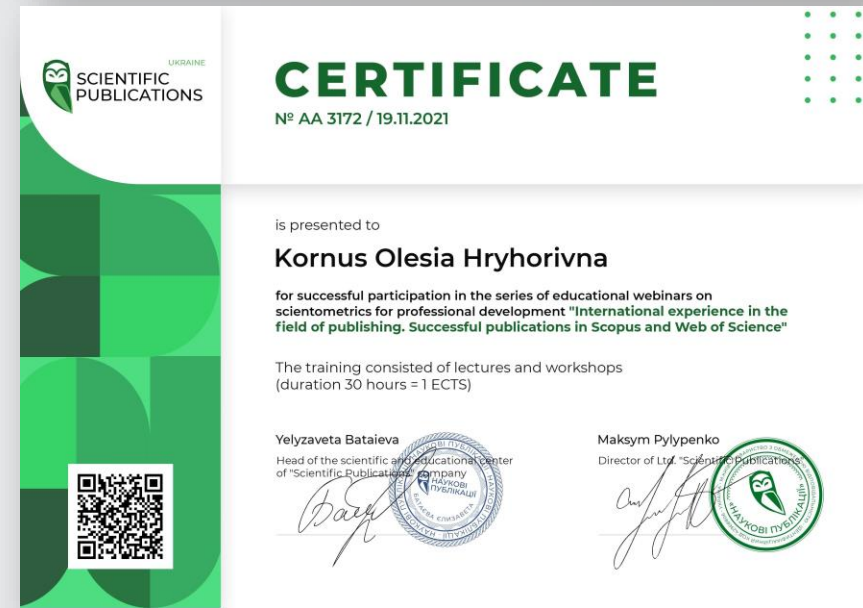 UKRAINE
SCIENTIFIC
PUBLICATIONS
CERTIFICATE
№ AA 3172 / 19.11.2021
is presented to
Kornus Olesia Hryhorivna
for successful participation in the series of educational webinars on
scientometrics for professional development "International experience in the
field of publishing. Successful publications in Scopus and Web of Science"
The training consisted of lectures and workshops
(duration 30 hours = 1 ECTS)
Yelyzaveta Bataieva
Head of the scientific and educational center
of "Scientific Publications" company
НАУКОВІ
ПУБЛІКАЦІЇ
БАТАЄВА ЄЛИЗАВЕТА
Maksym Pylypenko
Director of Ltd. "Scientific Publications"
«НАУКОВІ ПУБЛІКАЦІЇ»